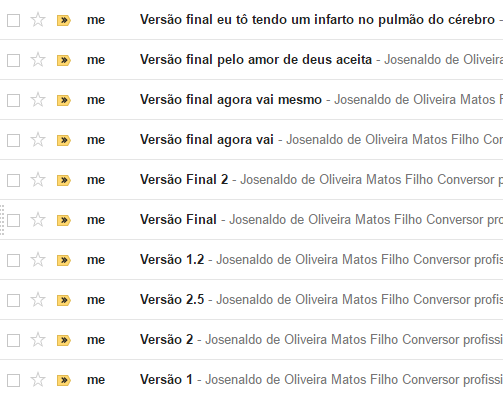 me Versão final eu tô tendo um infarto no pulmão do cérebro -
me Versão final pelo amor de deus aceita - Josenaldo de Oliveira
me Versão final agora vai mesmo - Josenaldo de Oliveira Matos F
me Versão final agora vai - Josenaldo de Oliveira Matos Filho Con
me Versão Final 2 - Josenaldo de Oliveira Matos Filho Conversor p
me Versão Final - Josenaldo de Oliveira Matos Filho Conversor pro
me Versão 1.2 - Josenaldo de Oliveira Matos Filho Conversor profis
me Versão 2.5 - Josenaldo de Oliveira Matos Filho Conversor profis
me Versão 2 - Josenaldo de Oliveira Matos Filho Conversor profissi
me Versão 1 - Josenaldo de Oliveira Matos Filho Conversor profissi